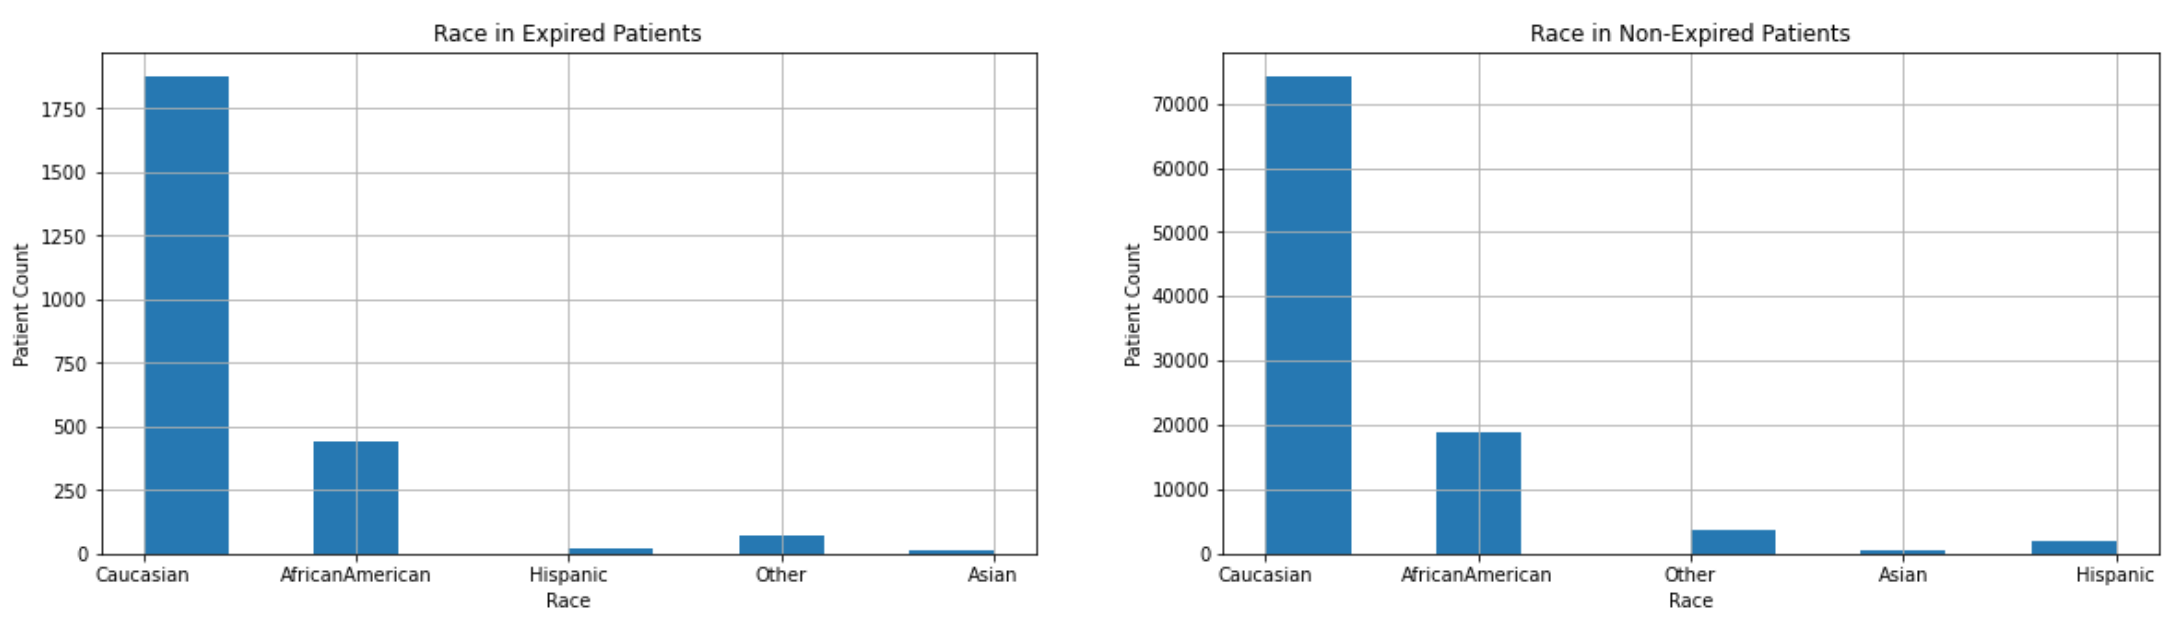 Race in Expired Patients
Patient Count
1750
1500
1250
1000
750
500
250
0
Caucasian AfricanAmerican Hispanic Other Asian
Race
Race in Non-Expired Patients
Patient Count
70000
60000
50000
40000
30000
20000
10000
0
Caucasian AfricanAmerican Other Asian Hispanic
Race